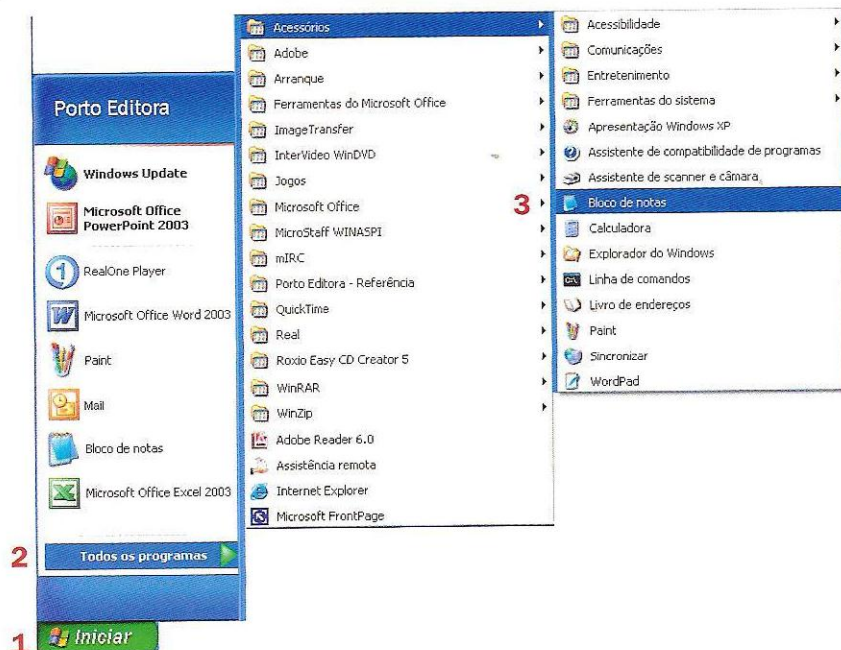 Porto Editora
Windows Update
Microsoft Office
PowerPoint 2003
RealOne Player
Microsoft Office Word 2003
Paint
Mail
Bloco de notas
Microsoft Office Excel 2003
2
Todos os programas
1
Iniciar
Acessórios
Adobe
Arranque
Ferramentas do Microsoft Office
ImageTransfer
InterVideo WinDVD
Jogos
Microsoft Office
MicroStaff WINASPI
mIRC
Porto Editora - Referência
QuickTime
Real
Roxio Easy CD Creator 5
WinRAR
WinZip
Adobe Reader 6.0
Assistência remota
Internet Explorer
Microsoft FrontPage
Acessibilidade
Comunicações
Entretenimento
Ferramentas do sistema
Apresentação Windows XP
Assistente de compatibilidade de programas
Assistente de scanner e câmara
3
Bloco de notas
Calculadora
Explorador do Windows
Linha de comandos
Livro de endereços
Paint
Sincronizar
WordPad